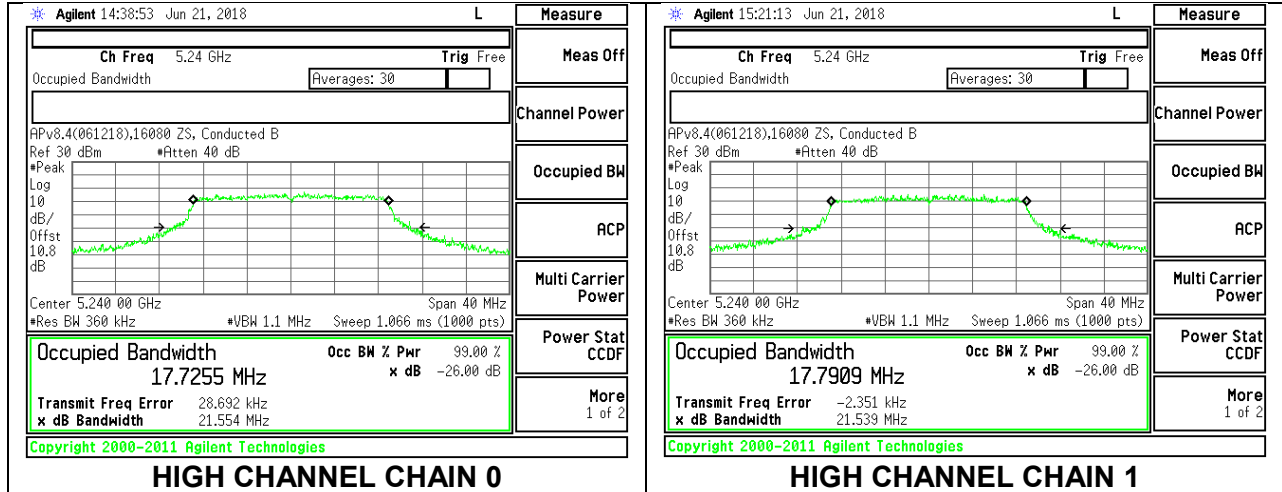 Agilent 14:38:53 Jun 21, 2018 L
Measure
Ch Freq 5.24 GHz Trig Free
Occupied Bandwidth Averages: 30
APv8.4(061218),16080 ZS, Conducted B
Ref 30 dBm #Atten 40 dB
#Peak
Log
10
dB/
Offst
10.8
dB
Center 5.240 00 GHz Span 40 MHz
#Res BW 360 kHz #VBW 1.1 MHz Sweep 1.066 ms (1000 pts)
Occupied Bandwidth Occ BW % Pwr 99.00 %
17.7255 MHz x dB -26.00 dB
Transmit Freq Error 28.692 kHz
x dB Bandwidth 21.554 MHz
Copyright 2000-2011 Agilent Technologies
Meas Off
Channel Power
Occupied BW
ACP
Multi Carrier
Power
Power Stat
CCDF
More
1 of 2
HIGH CHANNEL CHAIN 0
Agilent 15:21:13 Jun 21, 2018 L
Measure
Ch Freq 5.24 GHz Trig Free
Occupied Bandwidth Averages: 30
APv8.4(061218),16080 ZS, Conducted B
Ref 30 dBm #Atten 40 dB
#Peak
Log
10
dB/
Offst
10.8
dB
Center 5.240 00 GHz Span 40 MHz
#Res BW 360 kHz #VBW 1.1 MHz Sweep 1.066 ms (1000 pts)
Occupied Bandwidth Occ BW % Pwr 99.00 %
17.7909 MHz x dB -26.00 dB
Transmit Freq Error -2.351 kHz
x dB Bandwidth 21.539 MHz
Copyright 2000-2011 Agilent Technologies
Meas Off
Channel Power
Occupied BW
ACP
Multi Carrier
Power
Power Stat
CCDF
More
1 of 2
HIGH CHANNEL CHAIN 1